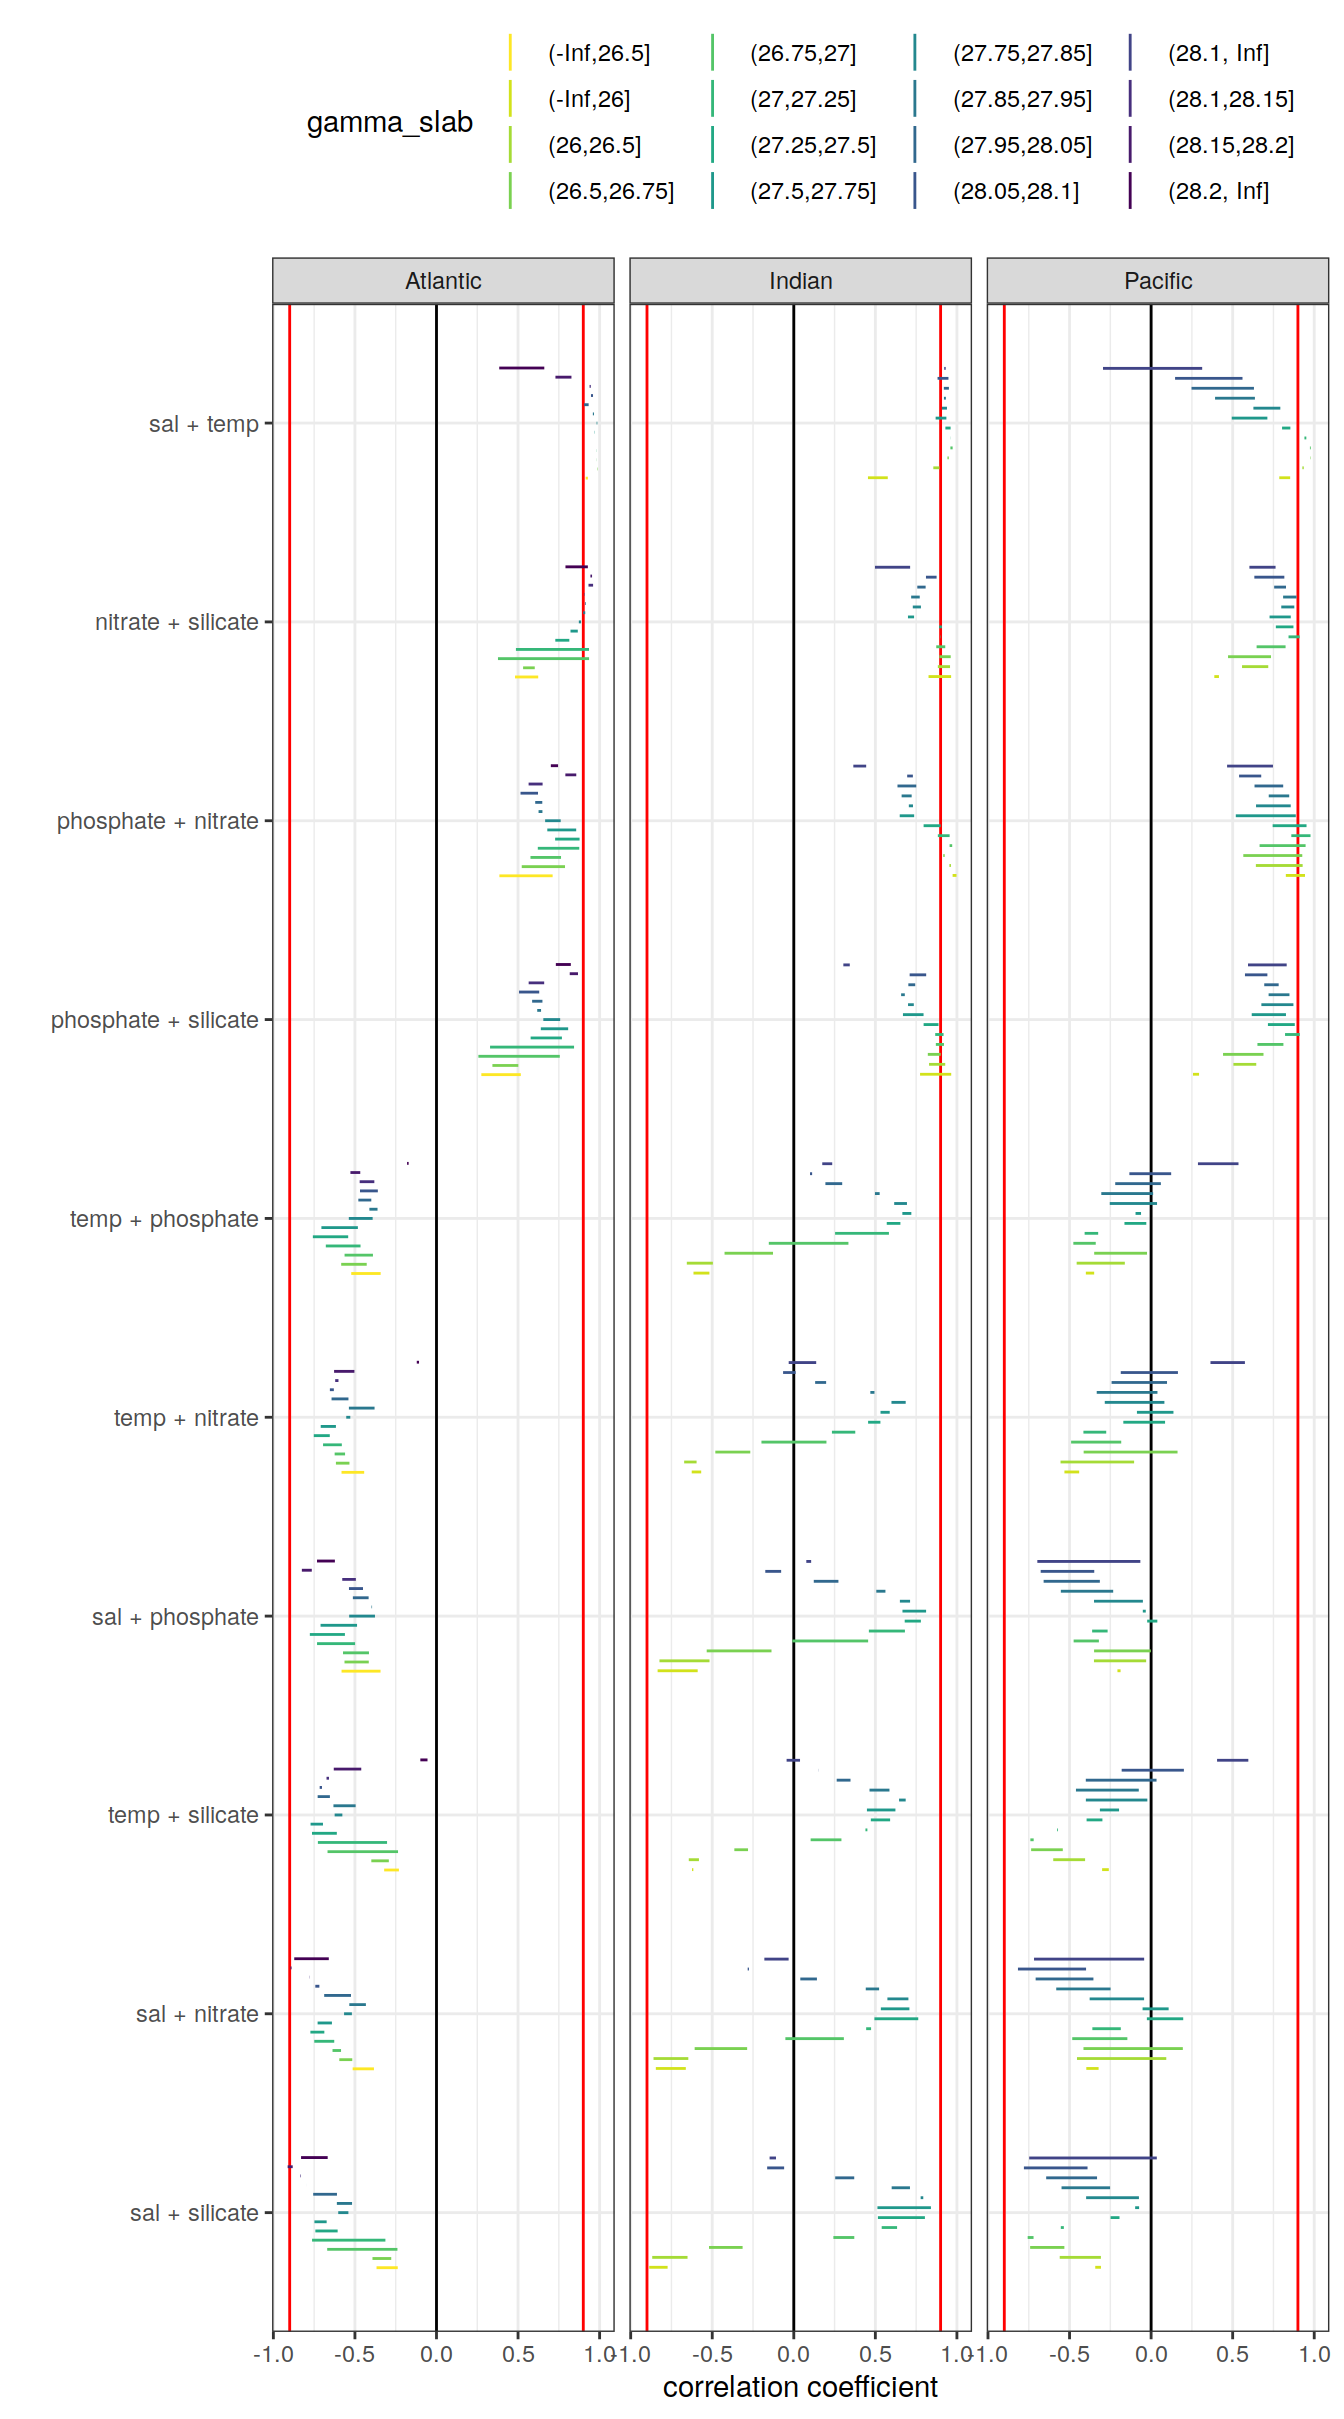 (-Inf,26.5] (26.75,27] (27.75,27.85] (28.1, Inf]
(-Inf,26] (27,27.25] (27.85,27.95] (28.1,28.15]
gamma_slab
(26,26.5] (27.25,27.5] (27.95,28.05] (28.15,28.2]
(26.5,26.75] (27.5,27.75] (28.05,28.1] (28.2, Inf]
Atlantic Indian Pacific
sal + temp
nitrate + silicate
phosphate + nitrate
phosphate + silicate
temp + phosphate
temp + nitrate
sal + phosphate
temp + silicate
sal + nitrate
sal + silicate
-1.0 -0.5 0.0 0.5 1.0 -1.0 -0.5 0.0 0.5 1.0 -1.0 -0.5 0.0 0.5 1.0
correlation coefficient